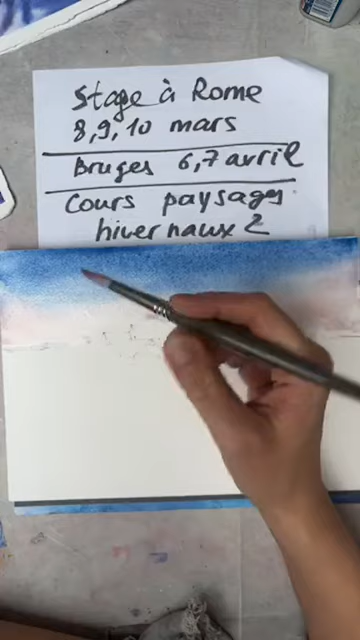 Stage à Rome
8,9,10 mars
Bruges 6,7 avril
Cours paysages
hivernaux 2